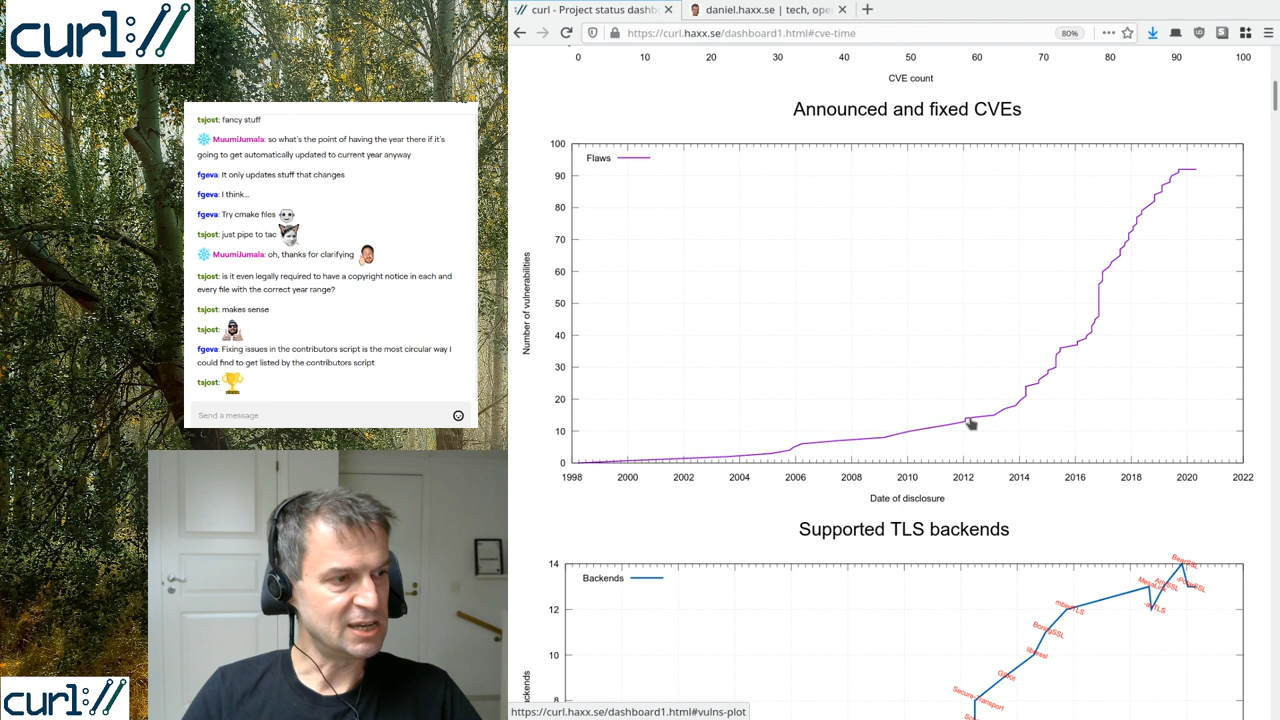 curl://
tsjost: fancy stuff
MuumiJumala: so what's the point of having the year there if it's
going to get automatically updated to current year anyway
fgeva: It only updates stuff that changes
fgeva: I think...
fgeva: Try cmake files
tsjost: just pipe to tac
MuumiJumala: oh, thanks for clarifying
tsjost: is it even legally required to have a copyright notice in each and
every file with the correct year range?
tsjost: makes sense
tsjost:
fgeva: Fixing issues in the contributors script is the most circular way I
could find to get listed by the contributors script
tsjost:
Send a message
curl://
curl - Project status dashb
daniel.haxx.se | tech, ope
https://curl.haxx.se/dashboard1.html#cve-time
80%
0 10 20 30 40 50 60 70 80 90 100
CVE count
Announced and fixed CVEs
Flaws
100
90
80
70
60
50
40
30
20
10
0
Number of vulnerabilities
1998 2000 2002 2004 2006 2008 2010 2012 2014 2016 2018 2020 2022
Date of disclosure
Supported TLS backends
Backends
14
12
10
8
BearSSL
MesaLink
mbedTLS
BoringSSL
libressl
GSKit
Secure-Transport
https://curl.haxx.se/dashboard1.html#vulns-plot